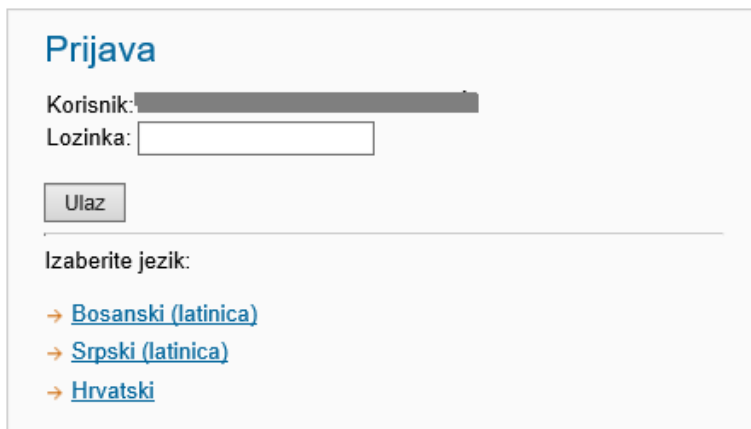 Prijava
Korisnik:
Lozinka:
Ulaz
Izaberite jezik:
→ Bosanski (latinica)
→ Srpski (latinica)
→ Hrvatski